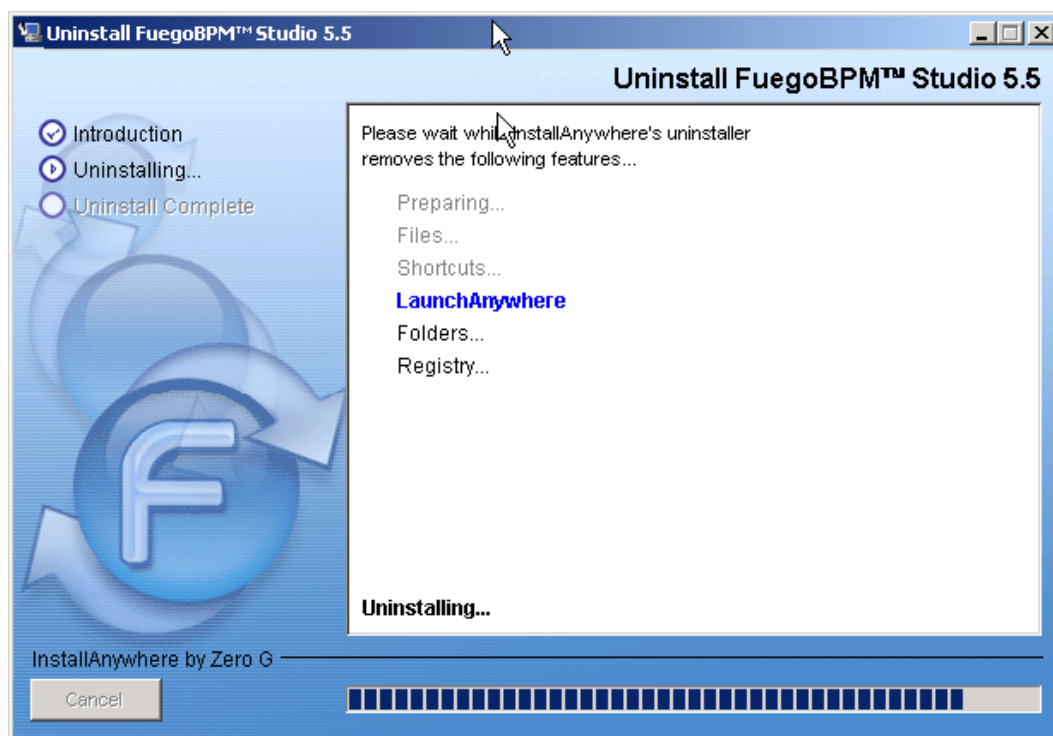 Uninstall FuegoBPM™ Studio 5.5
Uninstall FuegoBPM™ Studio 5.5
Introduction
Uninstalling...
Uninstall Complete
Please wait while InstallAnywhere's uninstaller
removes the following features...
Preparing...
Files...
Shortcuts...
LaunchAnywhere
Folders...
Registry...
F
Uninstalling...
InstallAnywhere by Zero G
Cancel